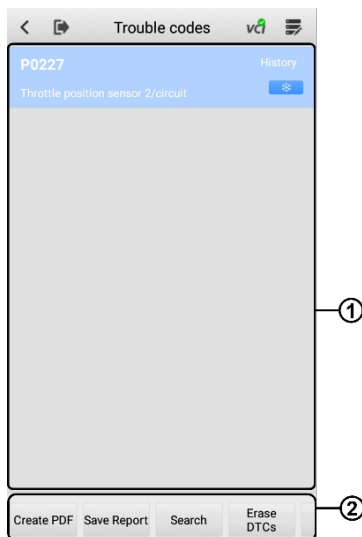 Trouble codes
vci
P0227
History
Throttle position sensor 2/circuit
1
Create PDF
Save Report
Search
Erase
DTCs
2